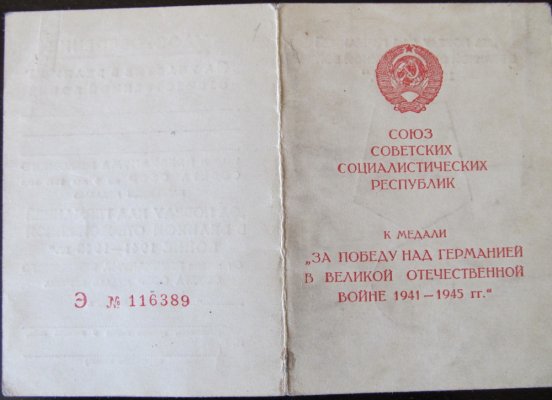 Э № 116389
СОЮЗ
СОВЕТСКИХ
СОЦИАЛИСТИЧЕСКИХ
РЕСПУБЛИК
К МЕДАЛИ
„ЗА ПОБЕДУ НАД ГЕРМАНИЕЙ
В ВЕЛИКОЙ ОТЕЧЕСТВЕННОЙ
ВОЙНЕ 1941—1945 гг.“